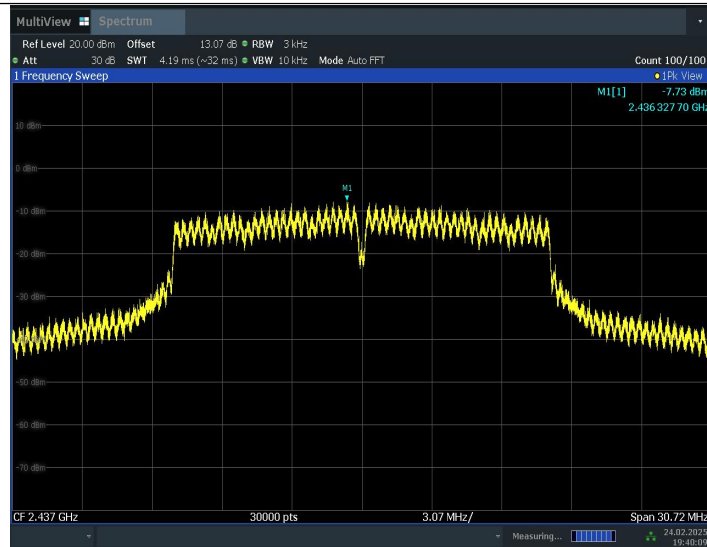 MultiView Spectrum
Ref Level 20.00 dBm Offset 13.07 dB RBW 3 kHz
Att 30 dB SWT 4.19 ms (~32 ms) VBW 10 kHz Mode Auto FFT Count 100/100
1 Frequency Sweep 1Pk View
M1[1] -7.73 dBm
2.436 327 70 GHz
10 dBm
0 dBm
M1
-10 dBm
-20 dBm
-30 dBm
-50 dBm
-70 dBm
CF 2.437 GHz 30000 pts 3.07 MHz/ Span 30.72 MHz
Measuring... 24.02.2025
19:40:09